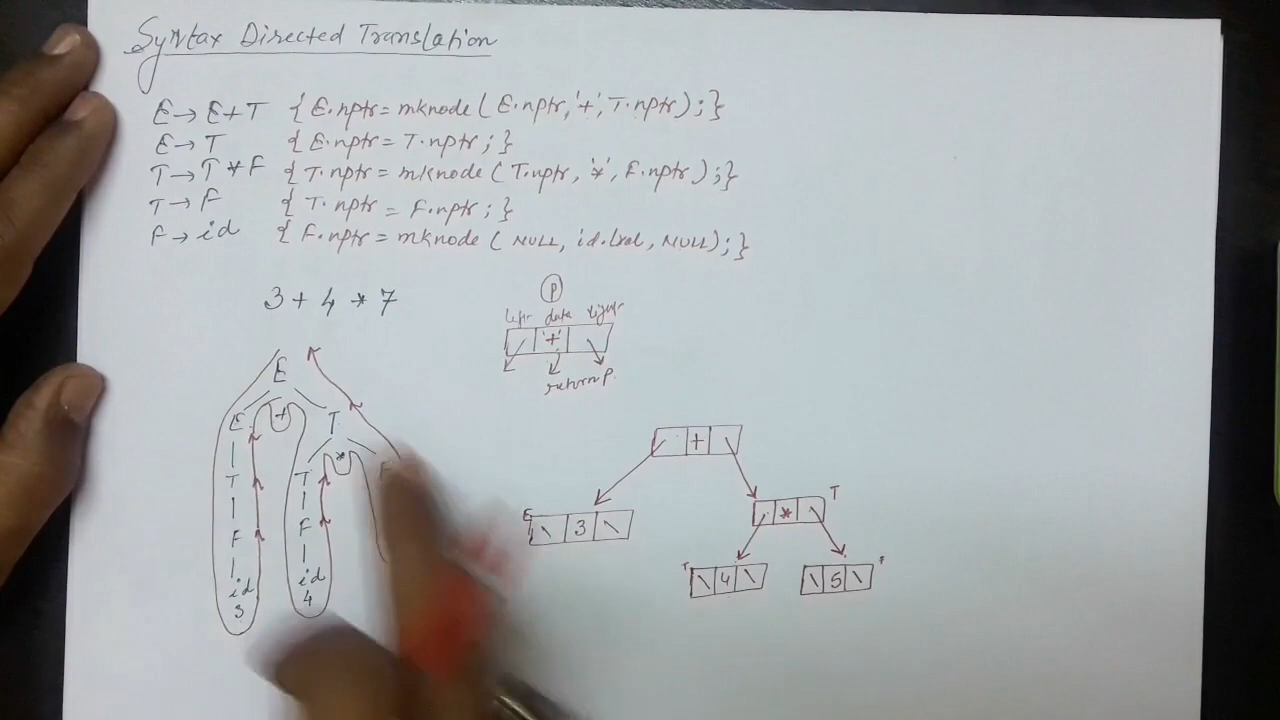 Syntax Directed Translation
E → E + T { E.nptr = mknode ( E.nptr, '+', T.nptr ) ; }
E → T { E.nptr = T.nptr ; }
T → T * F { T.nptr = mknode ( T.nptr, '*', F.nptr ) ; }
T → F { T.nptr = F.nptr ; }
F → id { F.nptr = mknode ( NULL, id.lval, NULL ) ; }
3 + 4 * 7
P
left data right
'+'
return P.
E
E + T
T T * F
F F
id id
3 4
+
E 3 * T
T 4 5 F